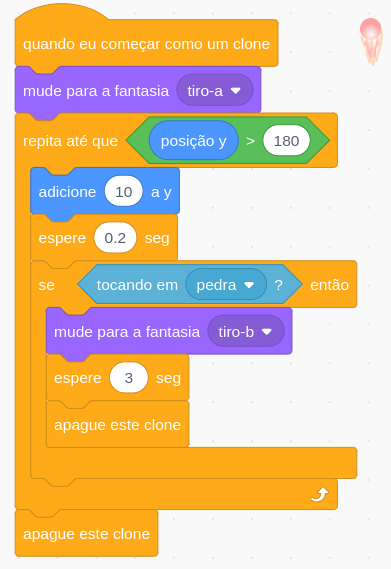 quando eu começar como um clone
mude para a fantasia tiro-a
repita até que posição y > 180
adicione 10 a y
espere 0.2 seg
se tocando em pedra ? então
mude para a fantasia tiro-b
espere 3 seg
apague este clone
apague este clone